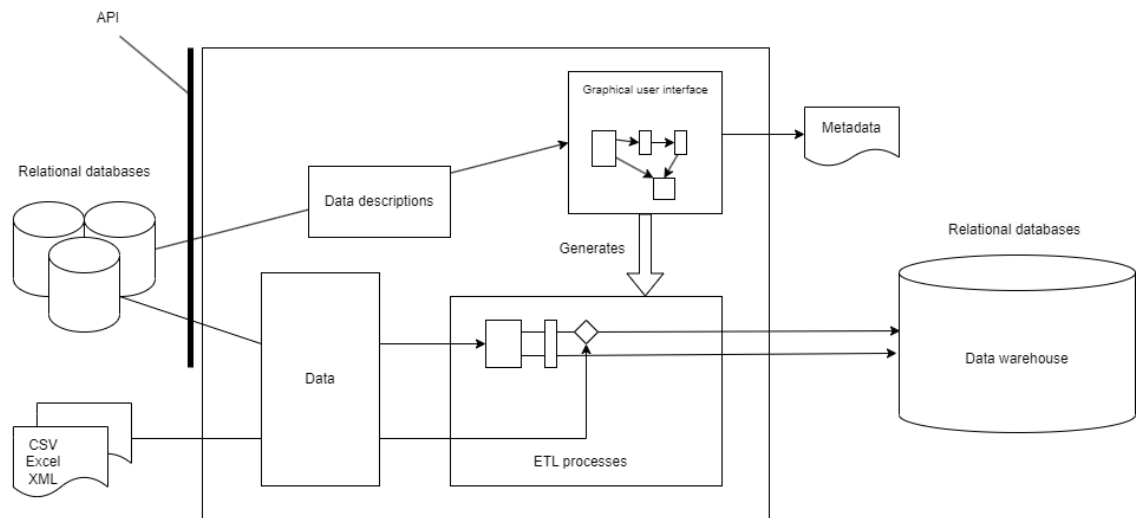 API
Graphical user interface
Metadata
Relational databases
Data descriptions
Generates
Relational databases
Data warehouse
Data
CSV
Excel
XML
ETL processes